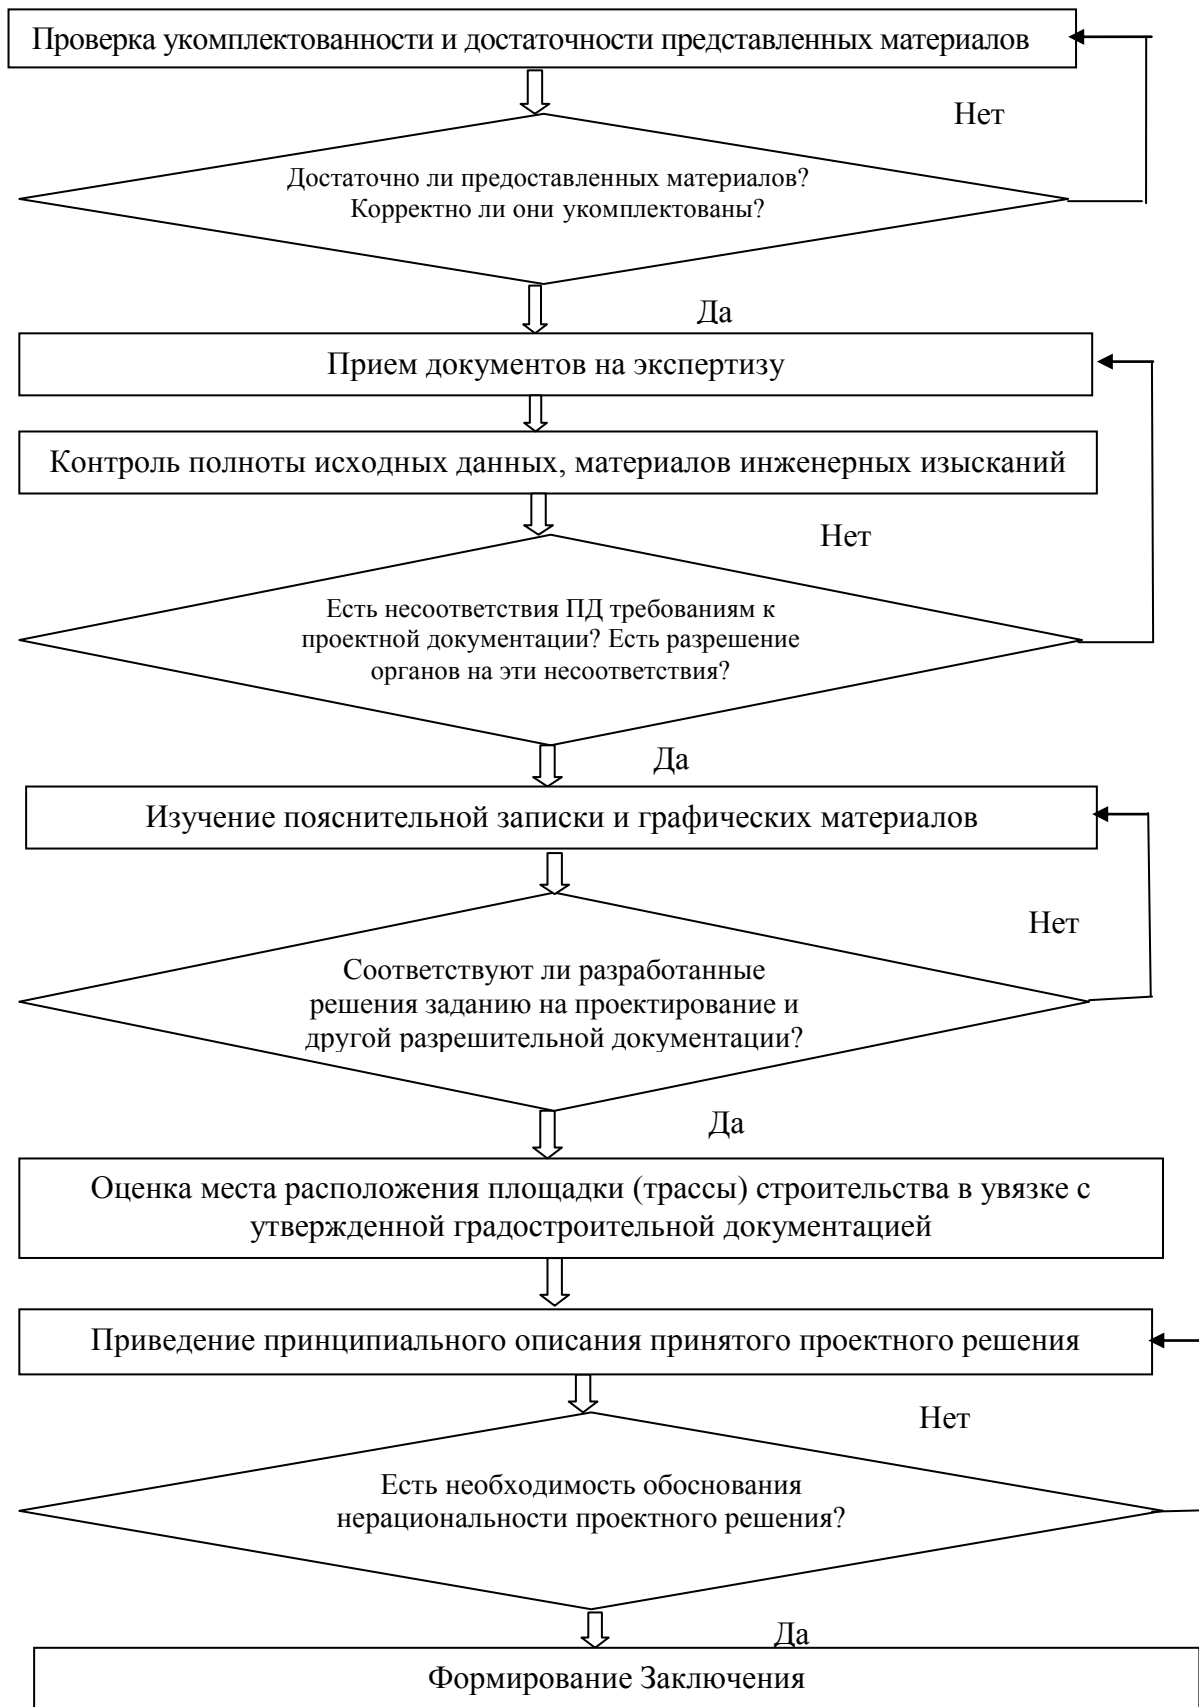 Проверка укомплектованности и достаточности представленных материалов
Нет
Достаточно ли предоставленных материалов?
Корректно ли они укомплектованы?
Да
Прием документов на экспертизу
Контроль полноты исходных данных, материалов инженерных изысканий
Нет
Есть несоответствия ПД требованиям к
проектной документации? Есть разрешение
органов на эти несоответствия?
Да
Изучение пояснительной записки и графических материалов
Нет
Соответствуют ли разработанные
решения заданию на проектирование и
другой разрешительной документации?
Да
Оценка места расположения площадки (трассы) строительства в увязке с
утвержденной градостроительной документацией
Приведение принципиального описания принятого проектного решения
Нет
Есть необходимость обоснования
нерациональности проектного решения?
Да
Формирование Заключения